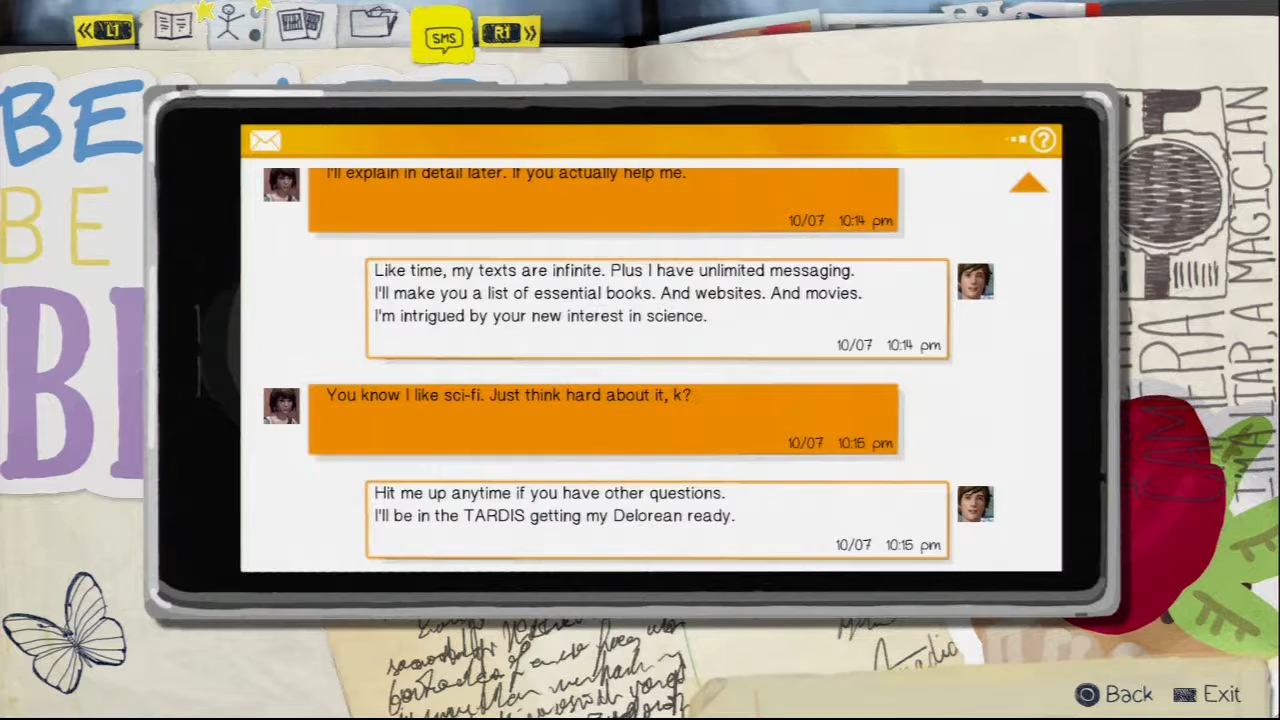 L1
SMS
R1
BE
BE
BE
I'll explain in detail later. If you actually help me.
10/07 10:14 pm
Like time, my texts are infinite. Plus I have unlimited messaging.
I'll make you a list of essential books. And websites. And movies.
I'm intrigued by your new interest in science.
10/07 10:14 pm
You know I like sci-fi. Just think hard about it, k?
10/07 10:15 pm
Hit me up anytime if you have other questions.
I'll be in the TARDIS getting my Delorean ready.
10/07 10:15 pm
CAMERA
LIAR, A MAGICIAN
Back Exit